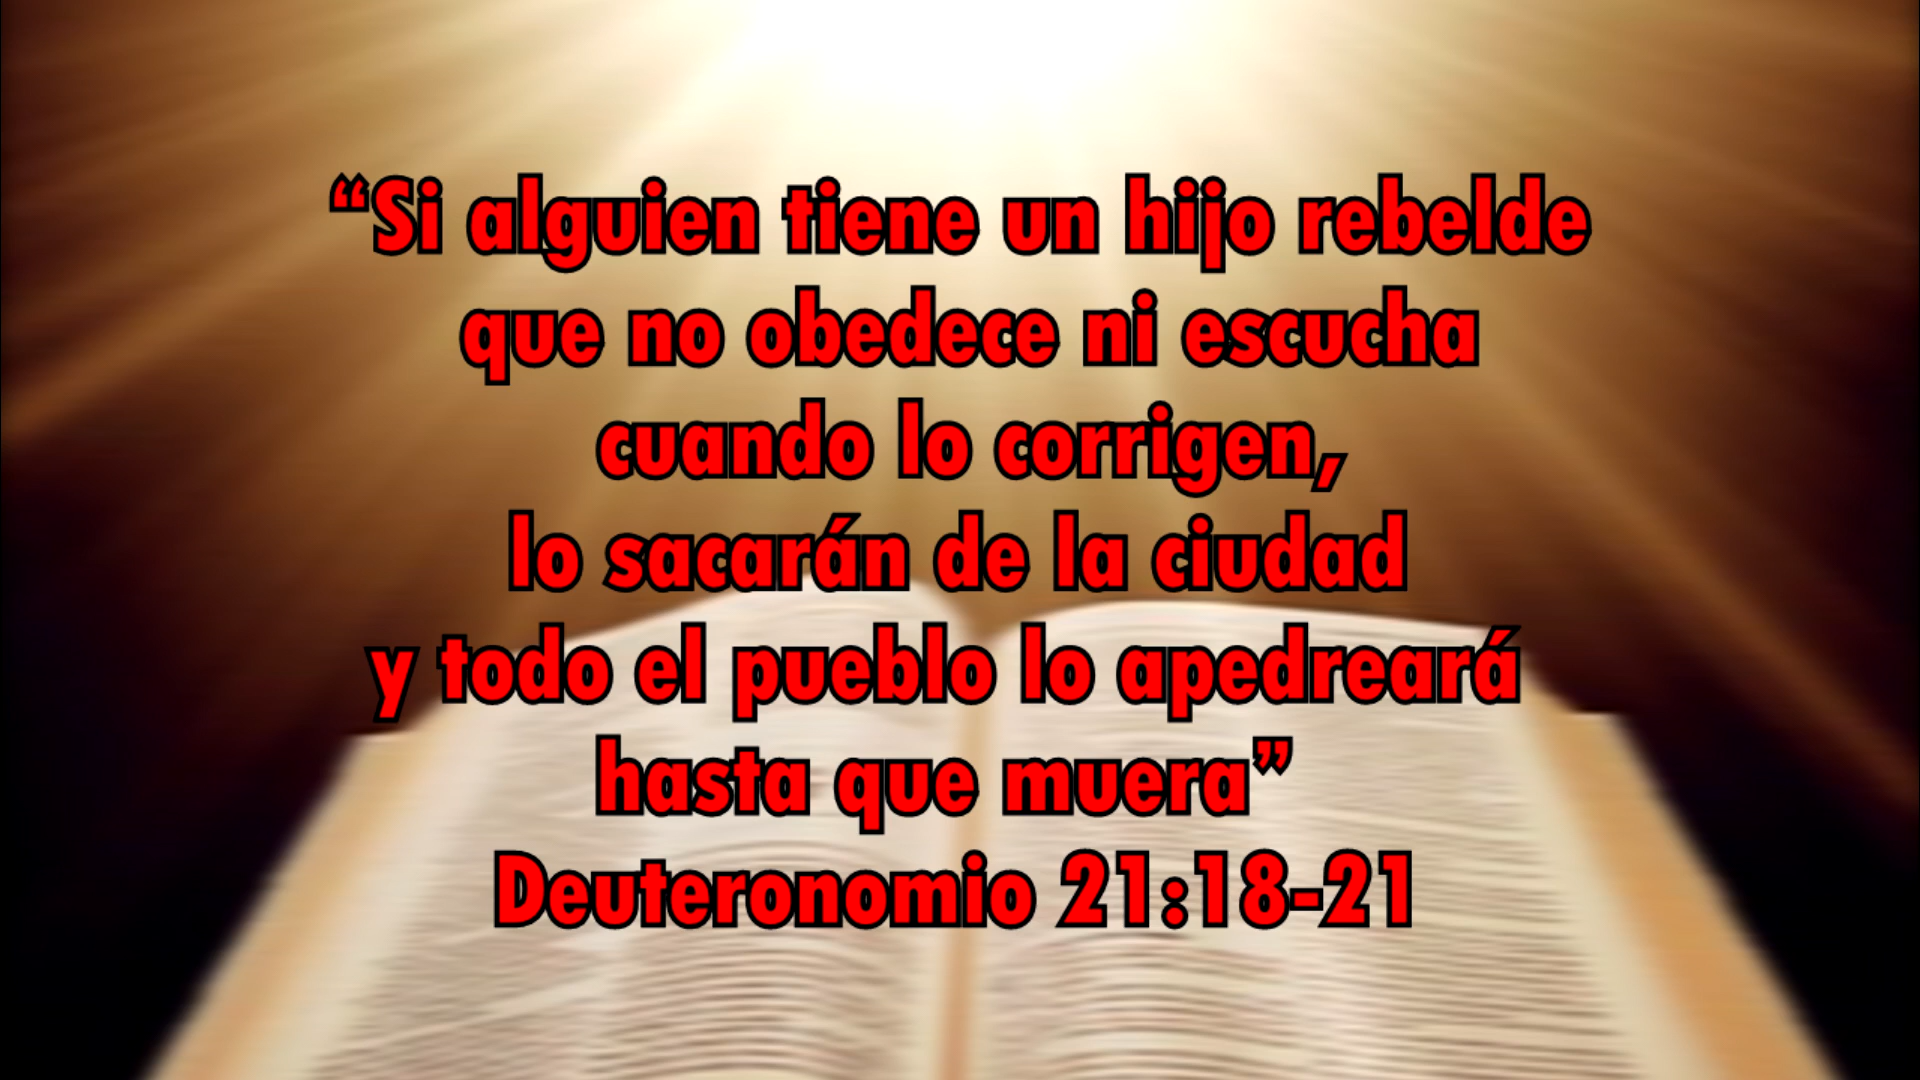 “Si alguien tiene un hijo rebelde
que no obedece ni escucha
cuando lo corrigen,
lo sacarán de la ciudad
y todo el pueblo lo apedreará
hasta que muera”
Deuteronomio 21:18-21